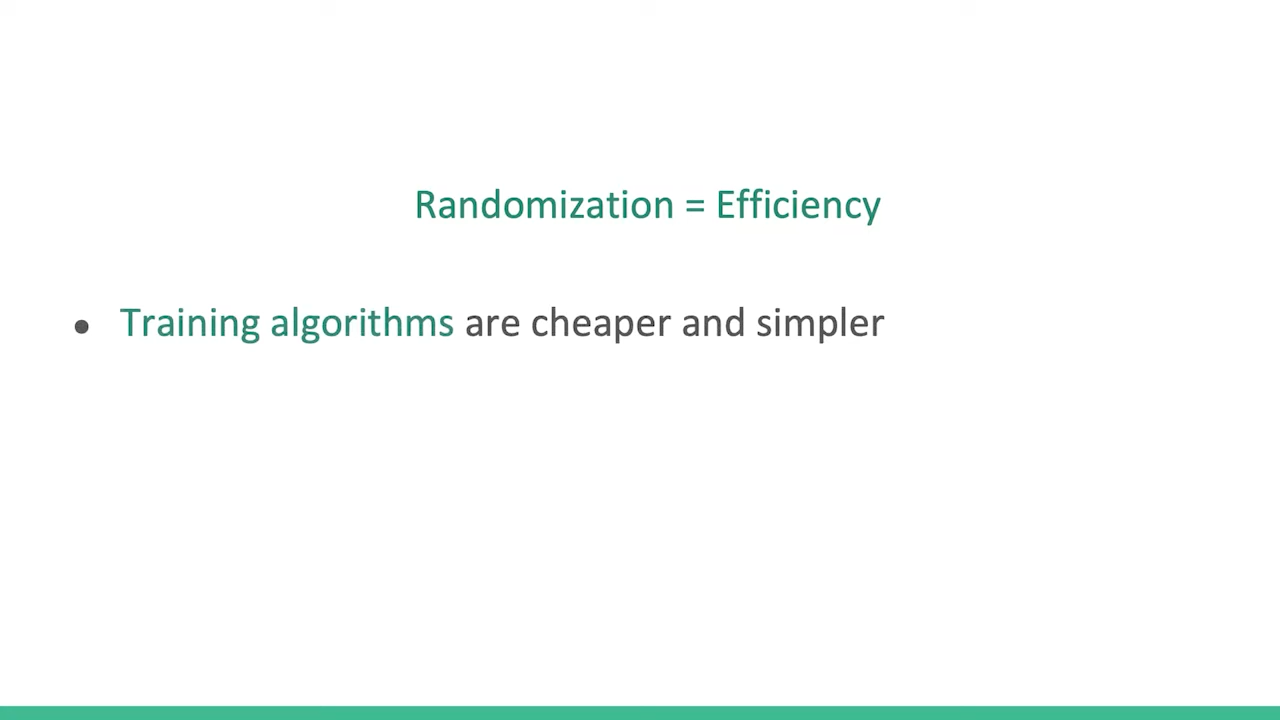 Randomization = Efficiency
● Training algorithms are cheaper and simpler